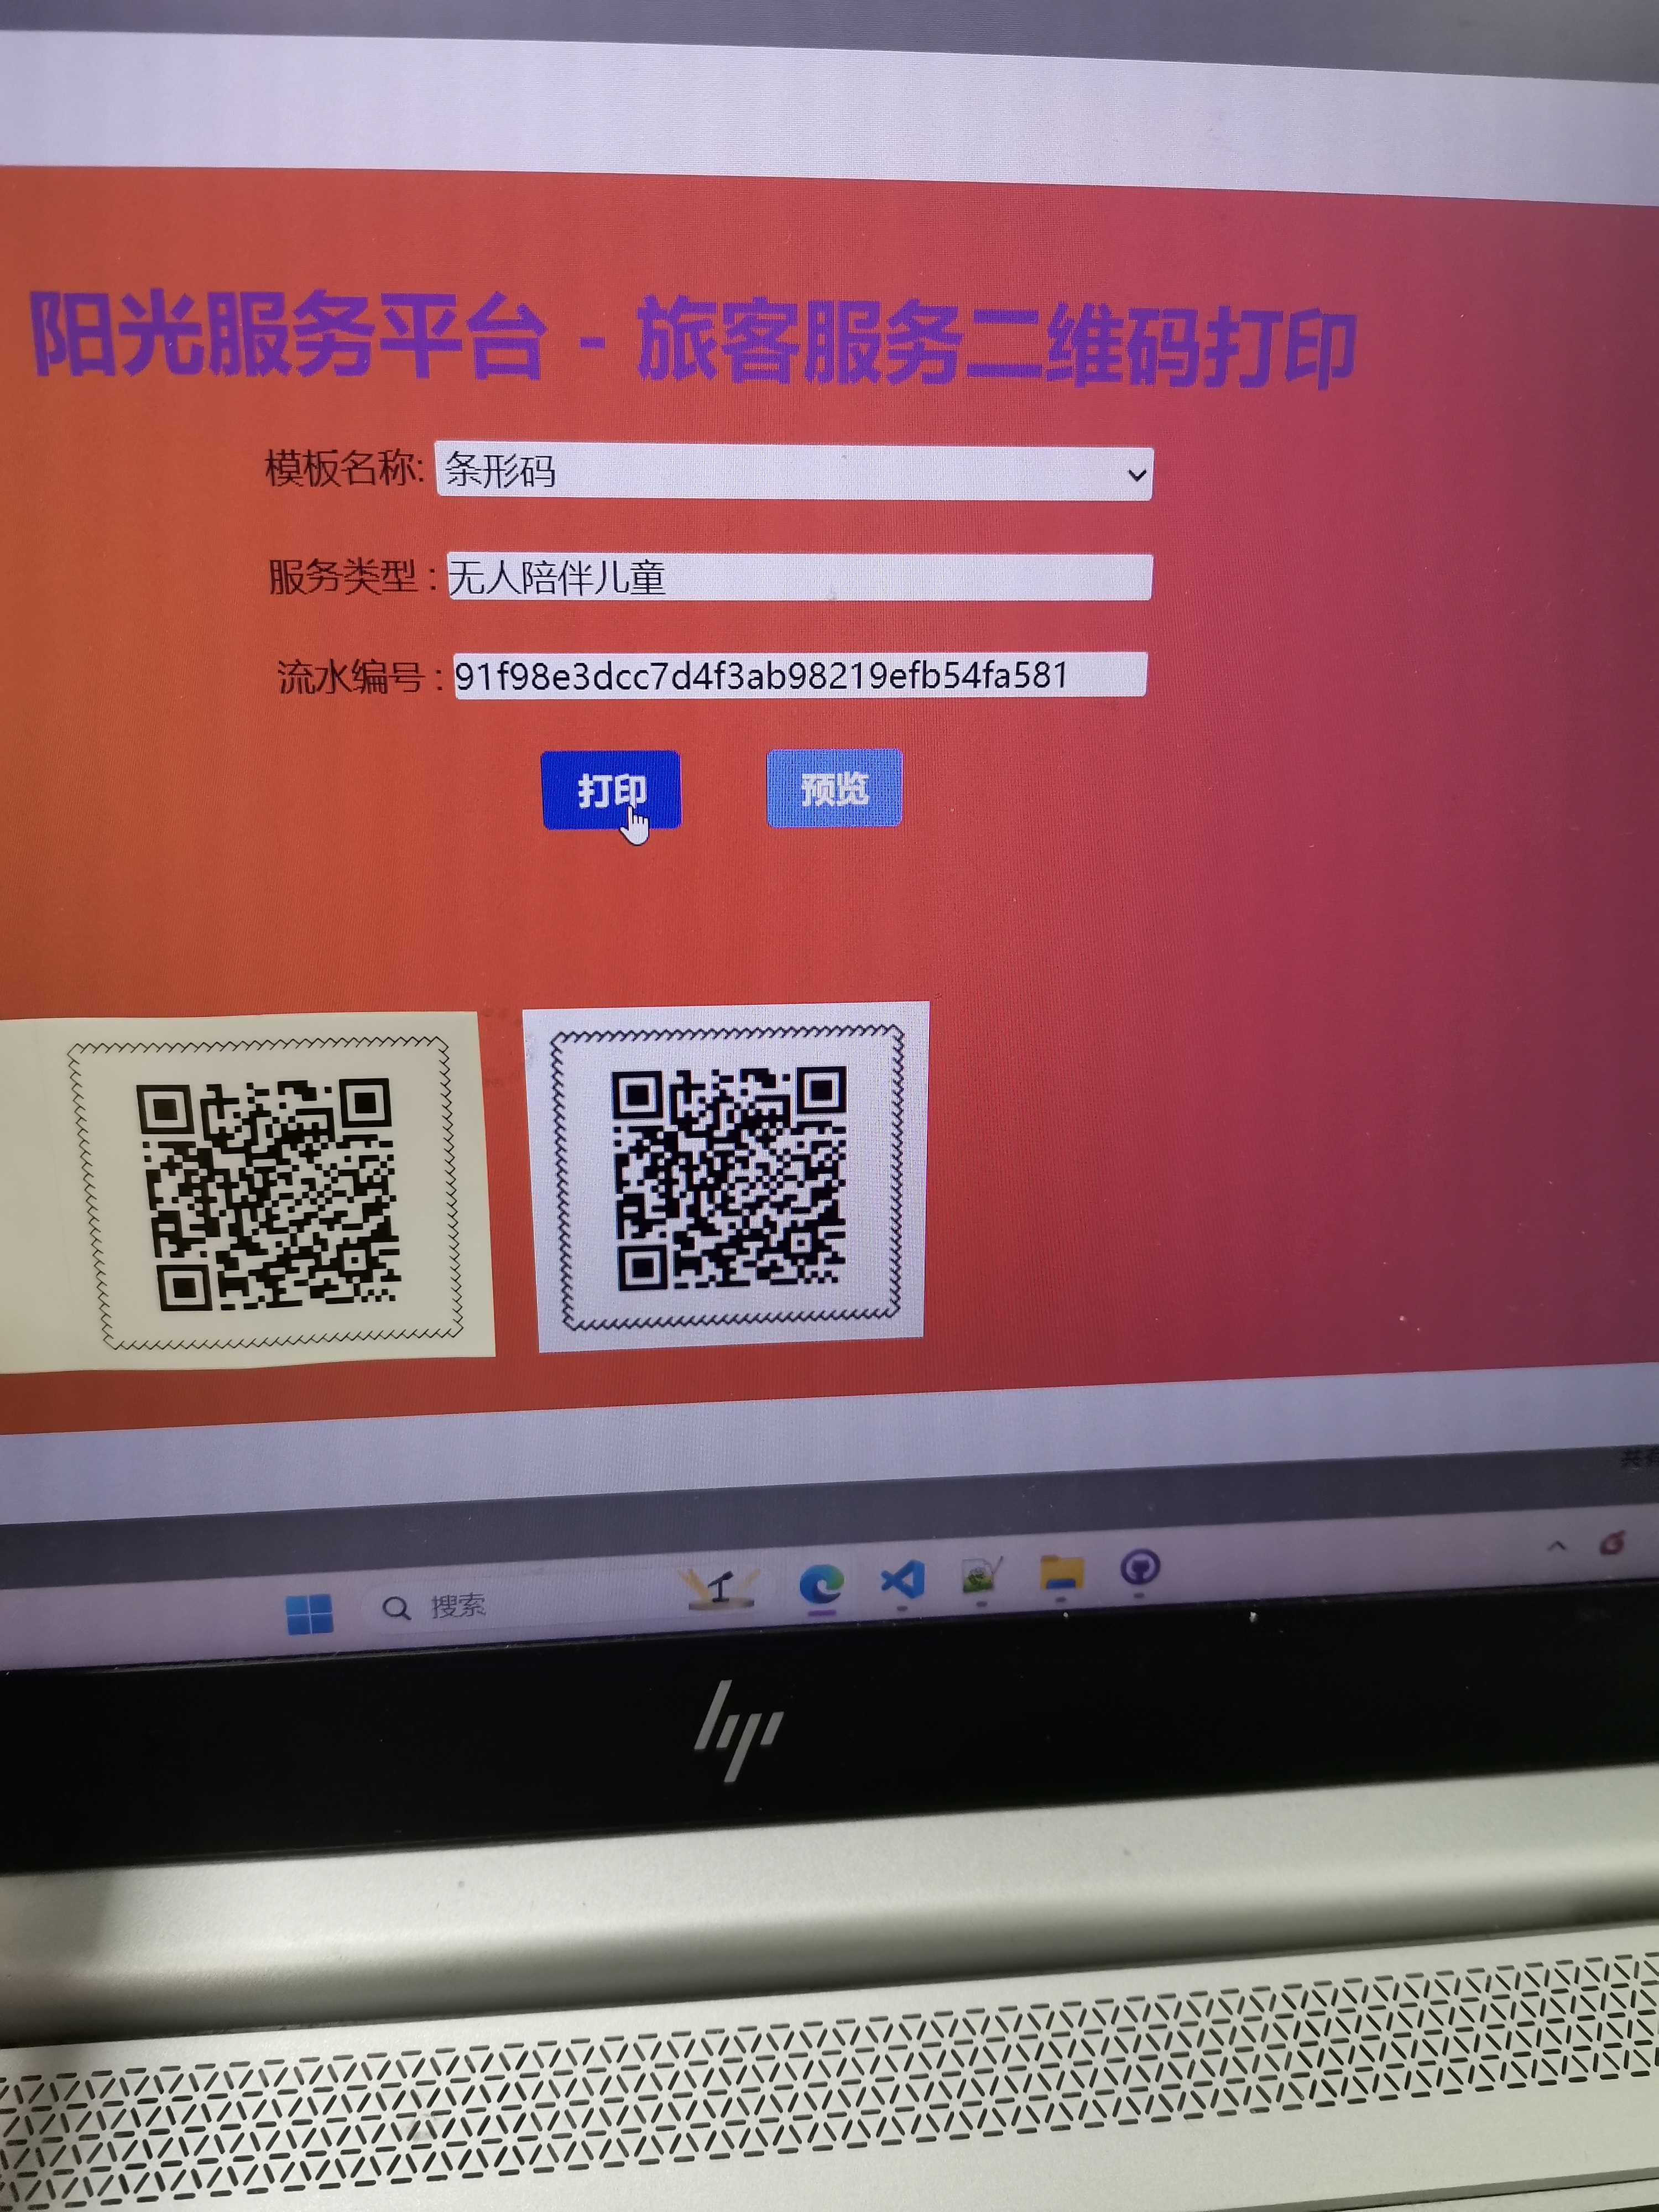 阳光服务平台 - 旅客服务二维码打印
模板名称: 条形码
服务类型 : 无人陪伴儿童
流水编号 : 91f98e3dcc7d4f3ab98219efb54fa581
打印 预览
搜索
hp